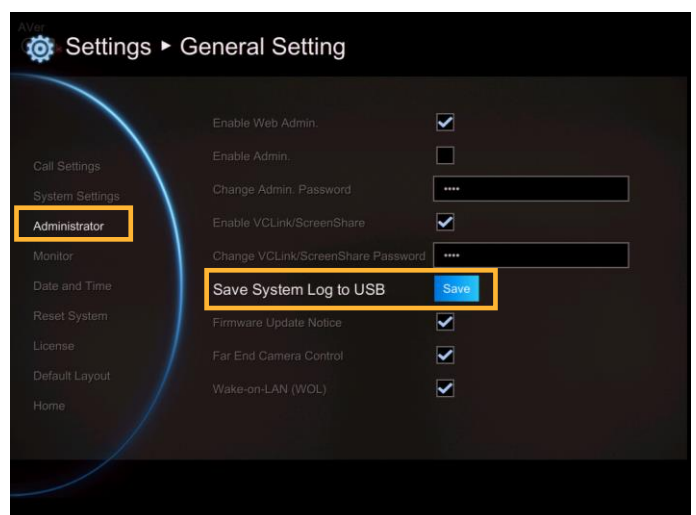 AVer
Settings ▸ General Setting
Call Settings
System Settings
Administrator
Monitor
Date and Time
Reset System
License
Default Layout
Home
Enable Web Admin.
Enable Admin.
Change Admin. Password ••••
Enable VCLink/ScreenShare
Change VCLink/ScreenShare Password ••••
Save System Log to USB Save
Firmware Update Notice
Far End Camera Control
Wake-on-LAN (WOL)